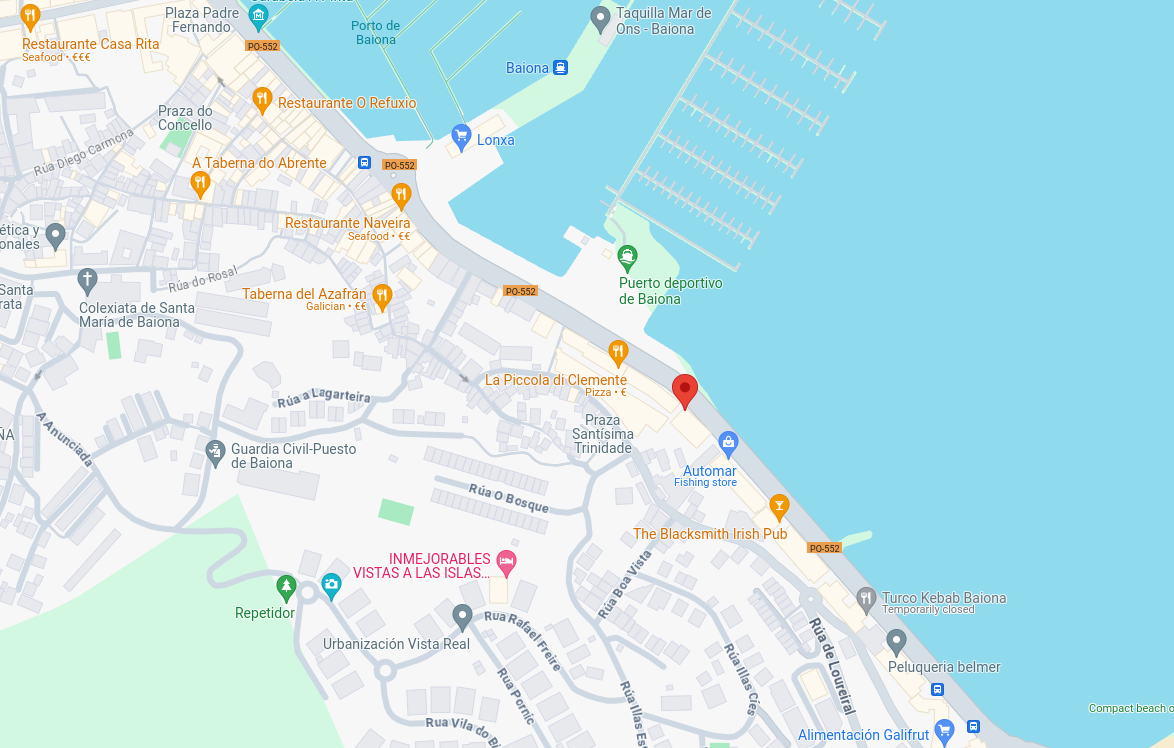 Plaza Padre
Fernando
Porto de
Baiona
Taquilla Mar de
Ons - Baiona
Restaurante Casa Rita
Seafood • €€€
PO-552
Baiona
Restaurante O Refuxio
Praza do
Concello
Lonxa
Rúa Diego Carmona
A Taberna do Abrente
PO-552
Restaurante Naveira
Seafood • €€
ética y
onales
Rúa do Rosal
Puerto deportivo
de Baiona
Santa
rata
Colexiata de Santa
María de Baiona
Taberna del Azafrán
Galician • €€
PO-552
La Piccola di Clemente
Pizza • €
Rúa a Lagarteira
Praza
Santísima
Trinidade
ÑA
A Anunciada
Guardia Civil-Puesto
de Baiona
Automar
Fishing store
Rúa O Bosque
The Blacksmith Irish Pub
PO-552
INMEJORABLES
VISTAS A LAS ISLAS...
Rúa Boa Vista
Turco Kebab Baiona
Temporarily closed
Repetidor
Urbanización Vista Real
Rua Rafael Freire
Rúa de Loureiral
Peluqueria belmer
Rúa Pornic
Rúa Illas Cíes
Rúa Illas Es
Compact beach o
Rúa Vila do Bi
Alimentación Galifrut